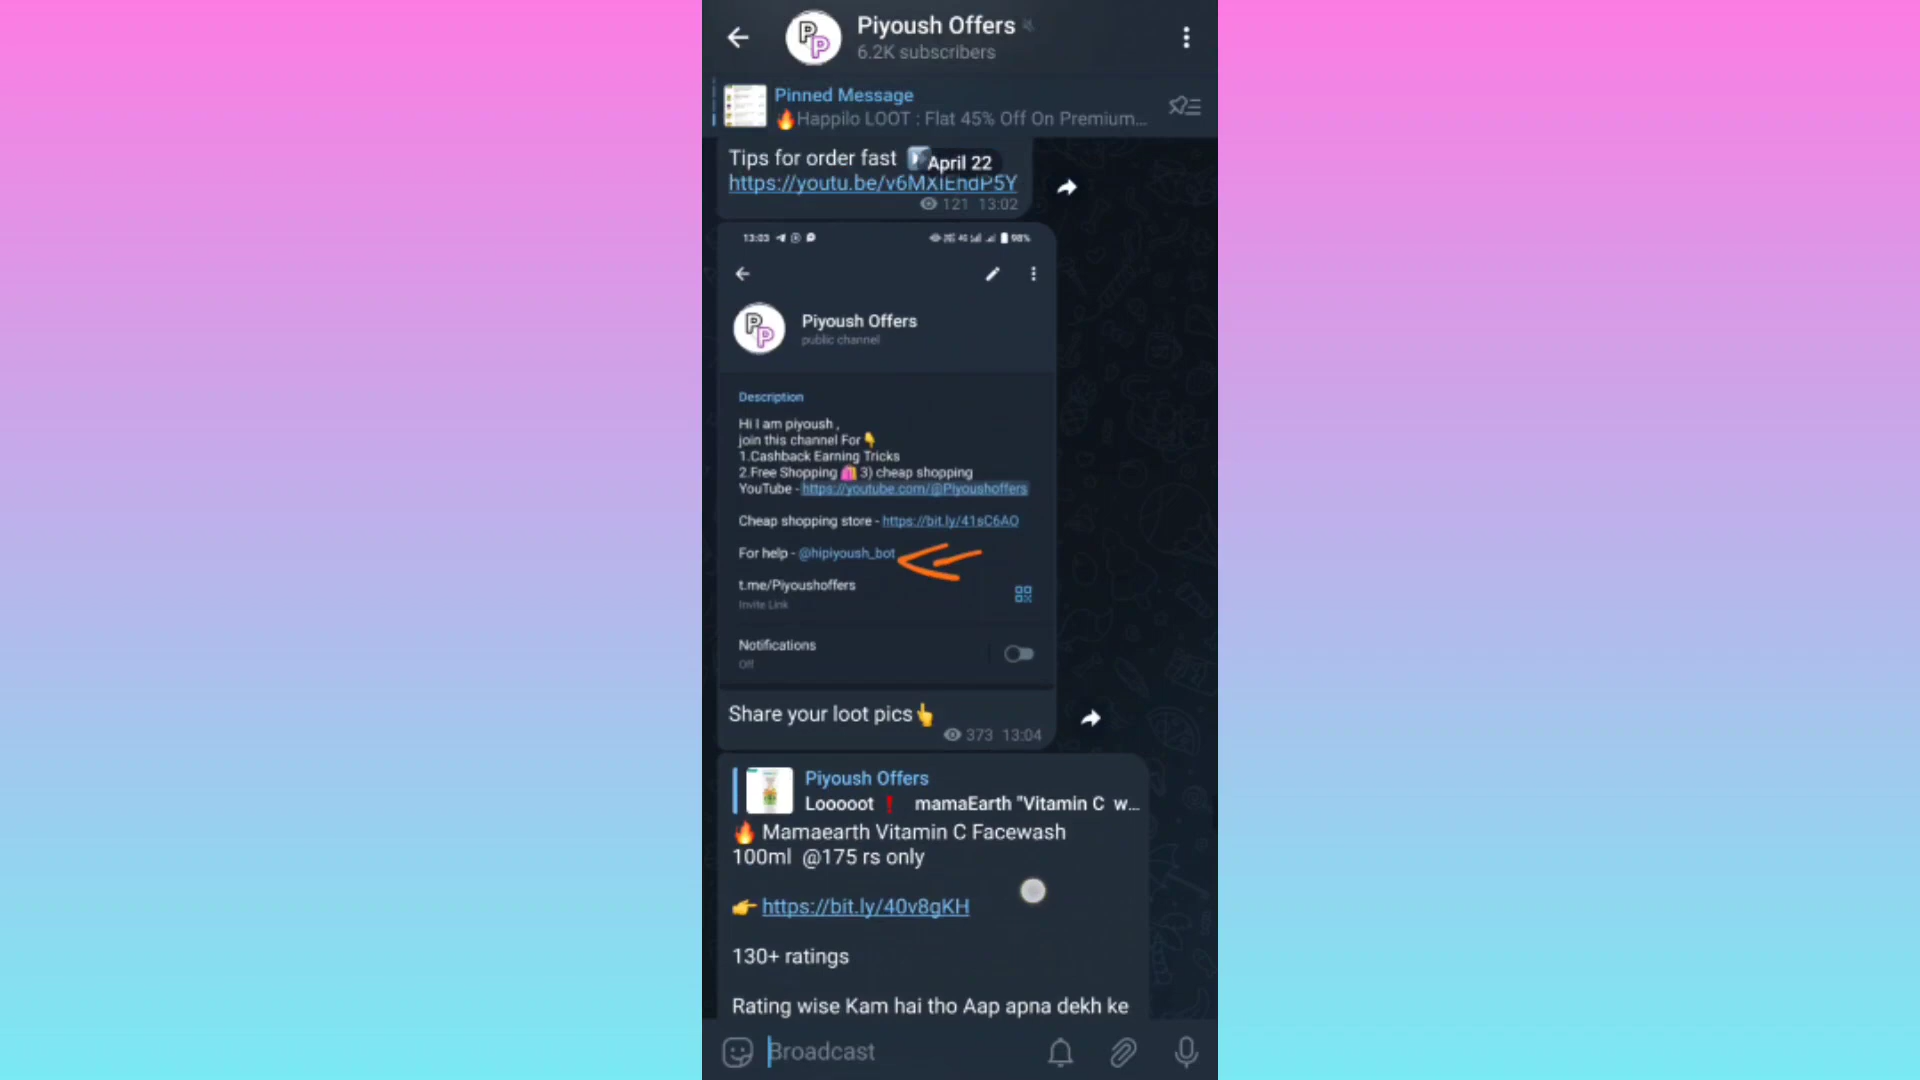 Piyoush Offers
6.2K subscribers
Pinned Message
🔥Happilo LOOT : Flat 45% Off On Premium...
Tips for order fast ▶️
April 22
https://youtu.be/v6MXIEhdP5Y
121 13:02
13:03
98%
Piyoush Offers
public channel
Description
Hi I am piyoush ,
join this channel For👇
1.Cashback Earning Tricks
2.Free Shopping 🛍️ 3) cheap shopping
YouTube - https://youtube.com/@Piyoushoffers
Cheap shopping store - https://bit.ly/41sC6AO
For help - @hipiyoush_bot
t.me/Piyoushoffers
Invite Link
Notifications
Off
Share your loot pics👆
373 13:04
Piyoush Offers
Looooot ❗ mamaEarth "Vitamin C w...
🔥 Mamaearth Vitamin C Facewash
100ml @175 rs only
👉 https://bit.ly/40v8gKH
130+ ratings
Rating wise Kam hai tho Aap apna dekh ke
Broadcast